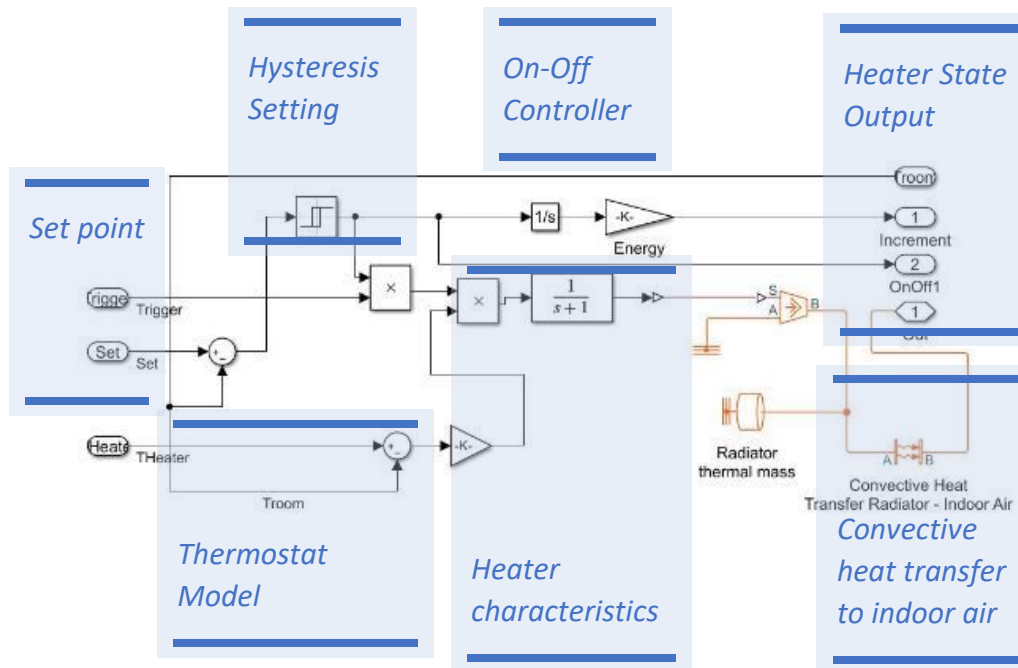 Hysteresis
Setting
On-Off
Controller
Heater State
Output
Set point
Troom
1/s
-K-
Energy
1
Increment
2
OnOff1
1
Out
Trigge
Trigger
×
×
1
s+1
S
A
B
Set
Set
+
-
Heate
THeater
+
-
-K-
Troom
Radiator
thermal mass
A
B
Convective Heat
Transfer Radiator - Indoor Air
Thermostat
Model
Heater
characteristics
Convective
heat transfer
to indoor air